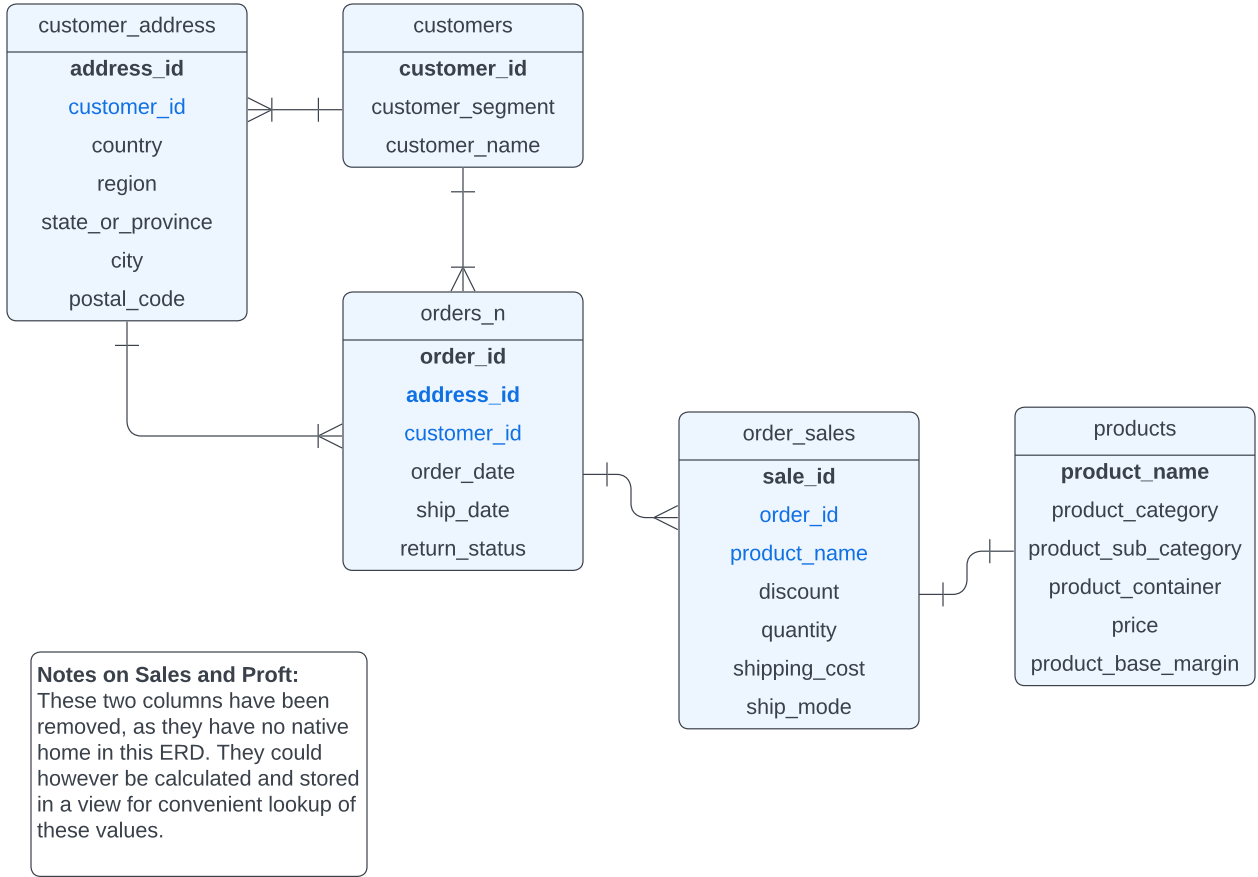 customer_address
address_id
customer_id
country
region
state_or_province
city
postal_code
customers
customer_id
customer_segment
customer_name
orders_n
order_id
address_id
customer_id
order_date
ship_date
return_status
order_sales
sale_id
order_id
product_name
discount
quantity
shipping_cost
ship_mode
products
product_name
product_category
product_sub_category
product_container
price
product_base_margin
Notes on Sales and Proft:
These two columns have been
removed, as they have no native
home in this ERD. They could
however be calculated and stored
in a view for convenient lookup of
these values.